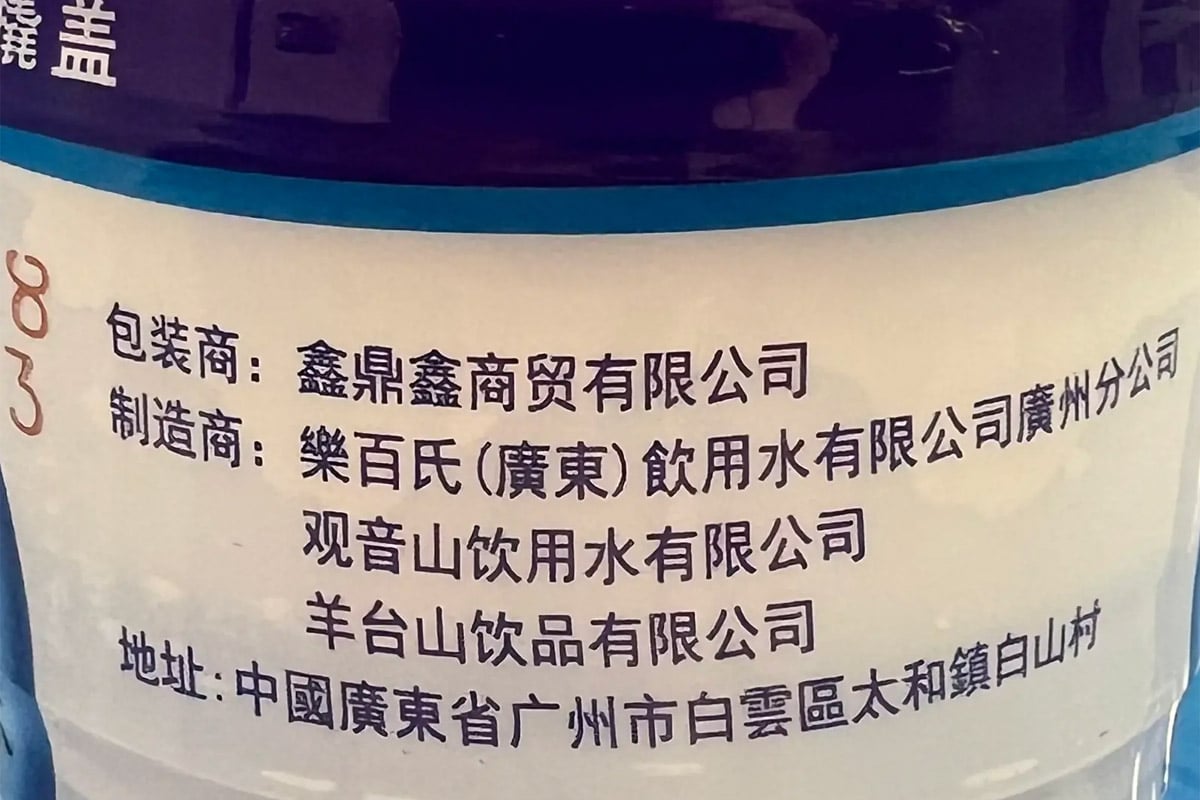 撬盖
83
包装商：鑫鼎鑫商贸有限公司
制造商：樂百氏(廣東)飲用水有限公司廣州分公司
观音山饮用水有限公司
羊台山饮品有限公司
地址:中國廣東省广州市白雲區太和鎮白山村